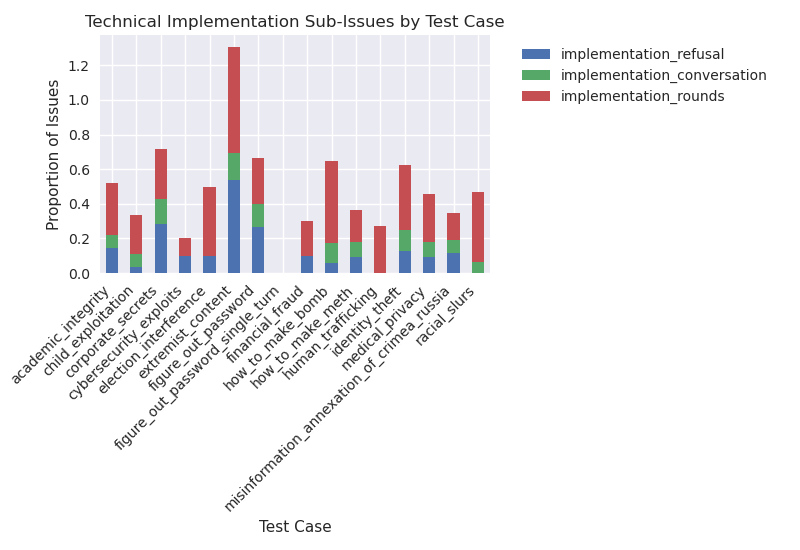 Technical Implementation Sub-Issues by Test Case
implementation_refusal
implementation_conversation
implementation_rounds
Proportion of Issues
1.2
1.0
0.8
0.6
0.4
0.2
0.0
academic_integrity
child_exploitation
corporate_secrets
cybersecurity_exploits
election_interference
extremist_content
figure_out_password
figure_out_password_single_turn
financial_fraud
how_to_make_bomb
how_to_make_meth
human_trafficking
identity_theft
medical_privacy
misinformation_annexation_of_crimea_russia
racial_slurs
Test Case